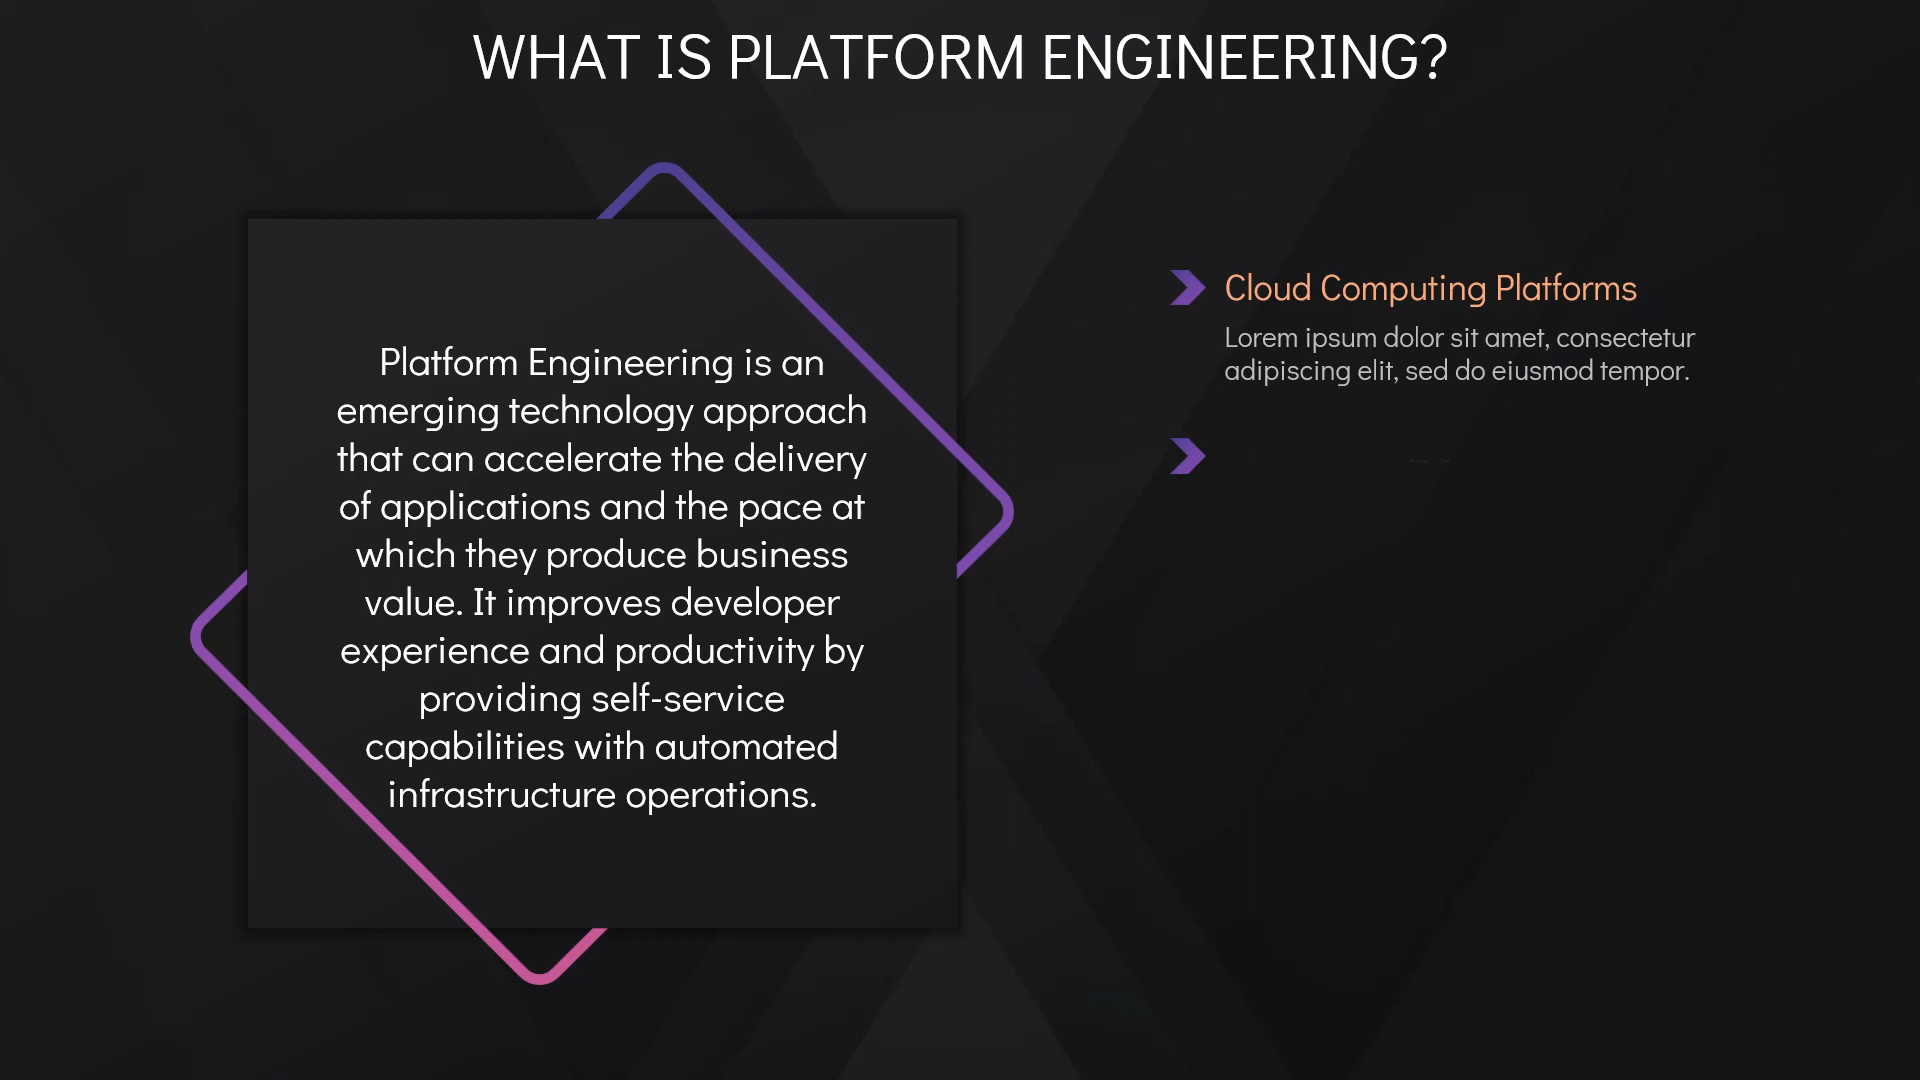 WHAT IS PLATFORM ENGINEERING?
Platform Engineering is an
emerging technology approach
that can accelerate the delivery
of applications and the pace at
which they produce business
value. It improves developer
experience and productivity by
providing self-service
capabilities with automated
infrastructure operations.
Cloud Computing Platforms
Lorem ipsum dolor sit amet, consectetur
adipiscing elit, sed do eiusmod tempor.